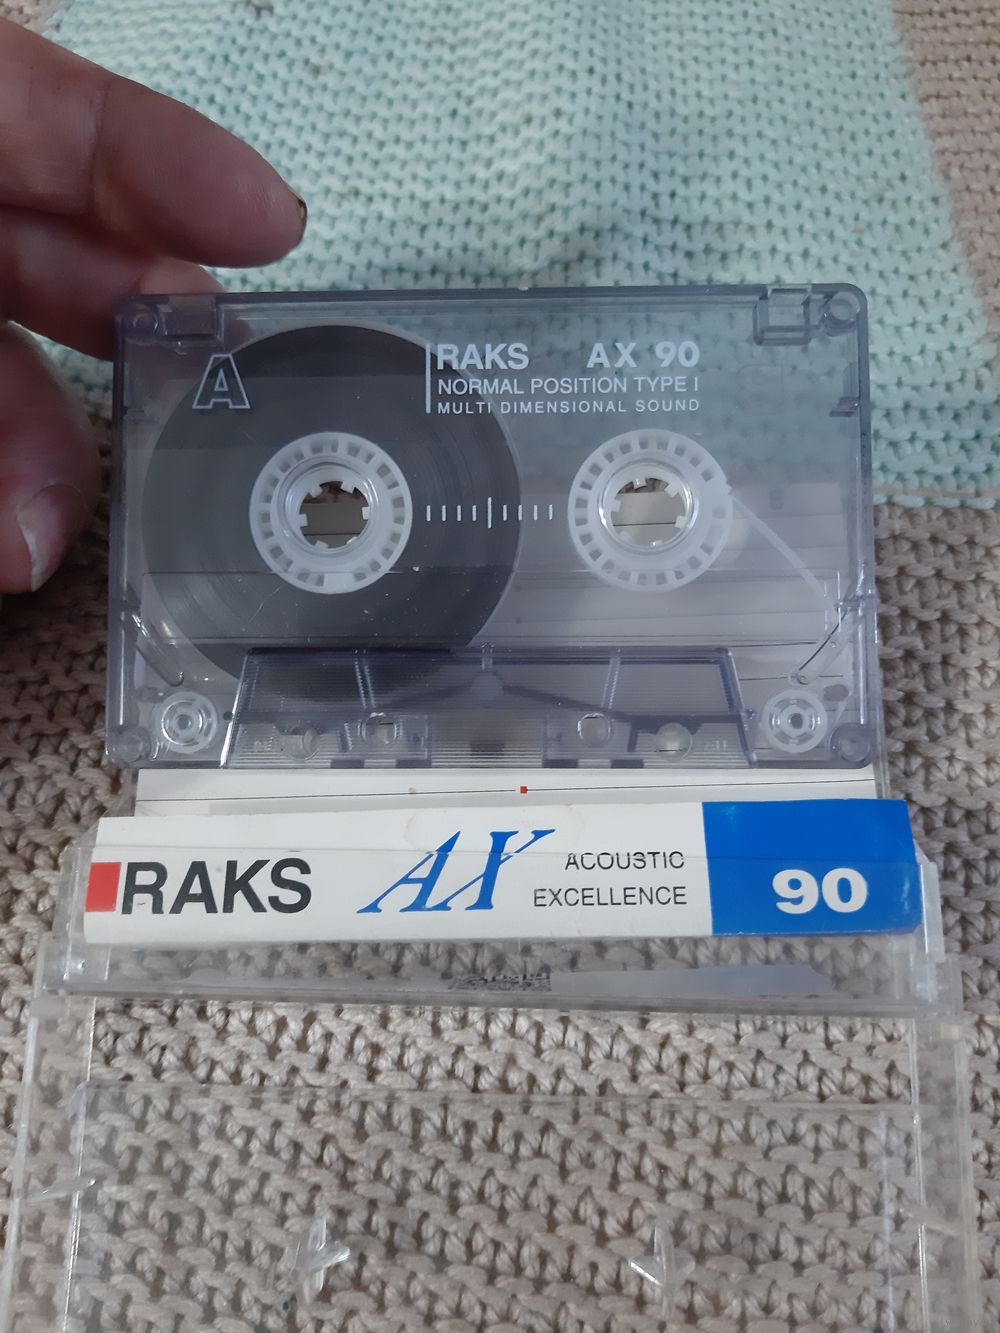 A
RAKS AX 90
NORMAL POSITION TYPE I
MULTI DIMENSIONAL SOUND
RAKS AX ACOUSTIC EXCELLENCE 90